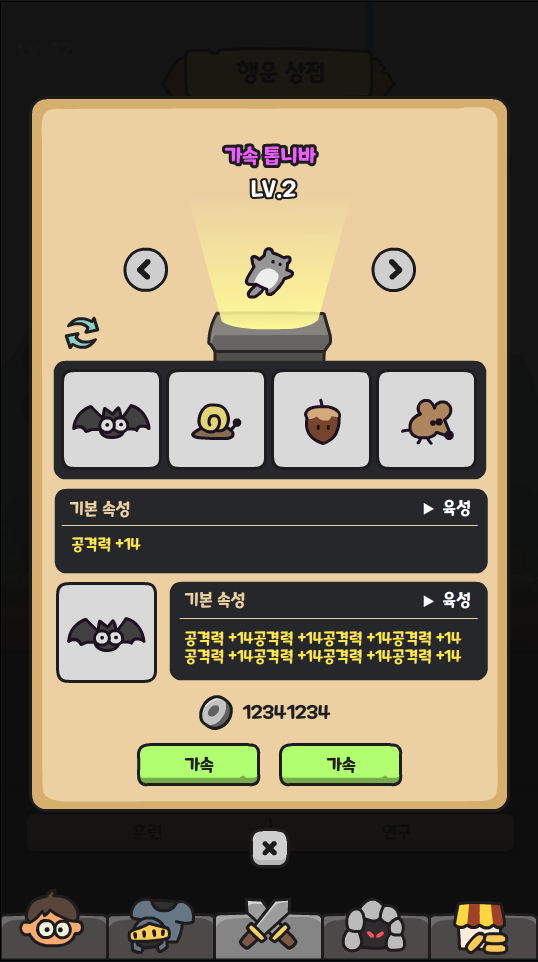 Lv. 12
행운 상점
가속 톱니바
LV.2
기본 속성 ▶ 육성
공격력 +14
기본 속성 ▶ 육성
공격력 +14공격력 +14공격력 +14공격력 +14
공격력 +14공격력 +14공격력 +14공격력 +14
12341234
가속 가속
훈련 연구